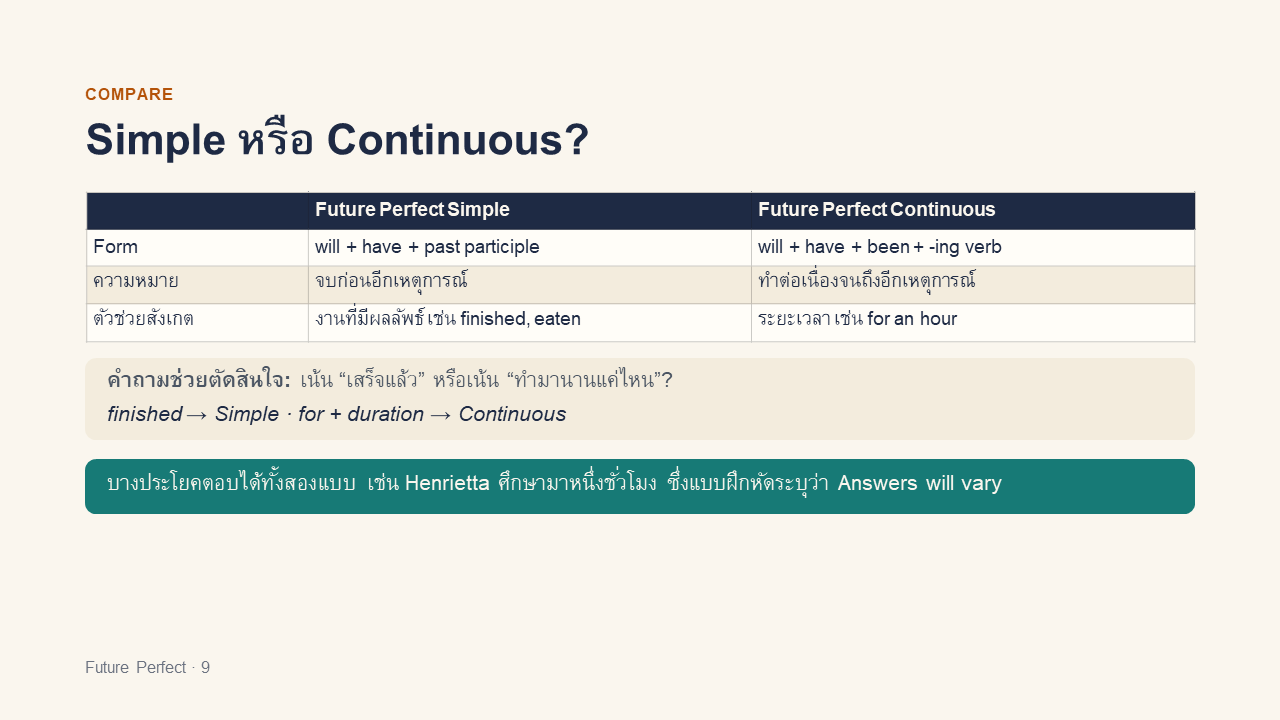 COMPARE
Simple หรือ Continuous?
Future Perfect Simple Future Perfect Continuous
Form will + have + past participle will + have + been + -ing verb
ความหมาย จบก่อนอีกเหตุการณ์ ทำต่อเนื่องจนถึงอีกเหตุการณ์
ตัวช่วยสังเกต งานที่มีผลลัพธ์ เช่น finished, eaten ระยะเวลา เช่น for an hour
คำถามช่วยตัดสินใจ: เน้น “เสร็จแล้ว” หรือเน้น “ทำมานานแค่ไหน”?
finished → Simple · for + duration → Continuous
บางประโยคตอบได้ทั้งสองแบบ เช่น Henrietta ศึกษามาหนึ่งชั่วโมง ซึ่งแบบฝึกหัดระบุว่า Answers will vary
Future Perfect · 9